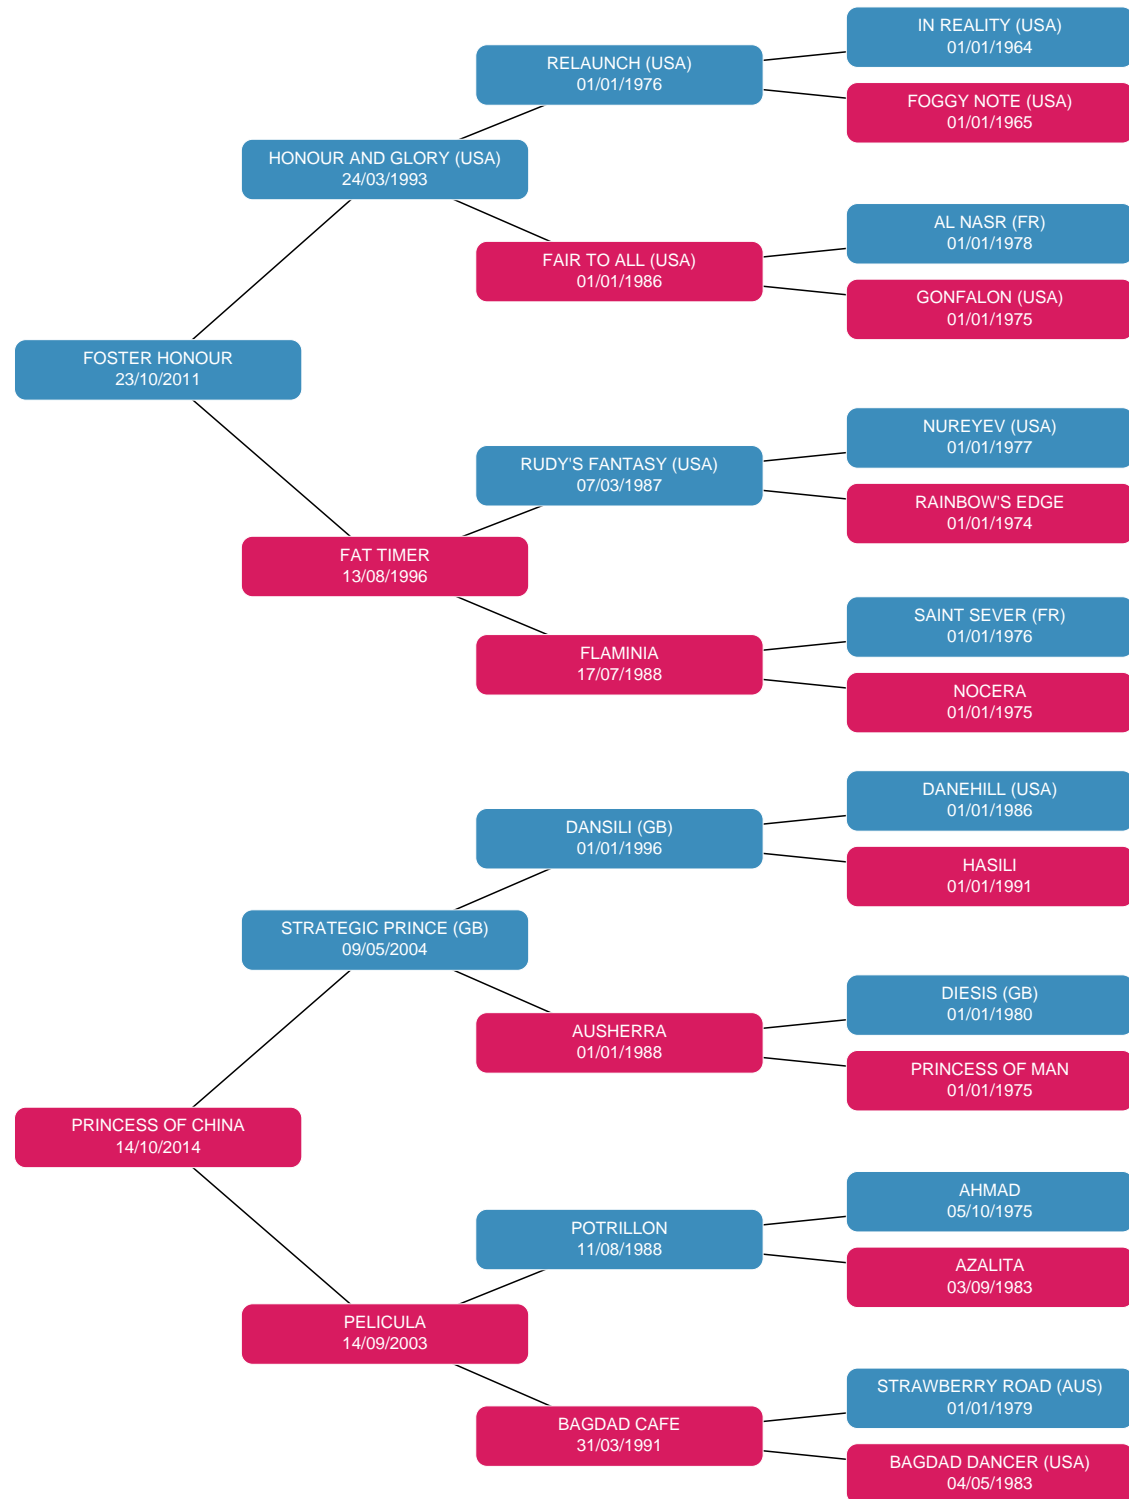 IN REALITY (USA)
01/01/1964
RELAUNCH (USA)
01/01/1976
FOGGY NOTE (USA)
01/01/1965
HONOUR AND GLORY (USA)
24/03/1993
AL NASR (FR)
01/01/1978
FAIR TO ALL (USA)
01/01/1986
GONFALON (USA)
01/01/1975
FOSTER HONOUR
23/10/2011
NUREYEV (USA)
01/01/1977
RUDY'S FANTASY (USA)
07/03/1987
RAINBOW'S EDGE
01/01/1974
FAT TIMER
13/08/1996
SAINT SEVER (FR)
01/01/1976
FLAMINIA
17/07/1988
NOCERA
01/01/1975
DANEHILL (USA)
01/01/1986
DANSILI (GB)
01/01/1996
HASILI
01/01/1991
STRATEGIC PRINCE (GB)
09/05/2004
DIESIS (GB)
01/01/1980
AUSHERRA
01/01/1988
PRINCESS OF MAN
01/01/1975
PRINCESS OF CHINA
14/10/2014
AHMAD
05/10/1975
POTRILLON
11/08/1988
AZALITA
03/09/1983
PELICULA
14/09/2003
STRAWBERRY ROAD (AUS)
01/01/1979
BAGDAD CAFE
31/03/1991
BAGDAD DANCER (USA)
04/05/1983